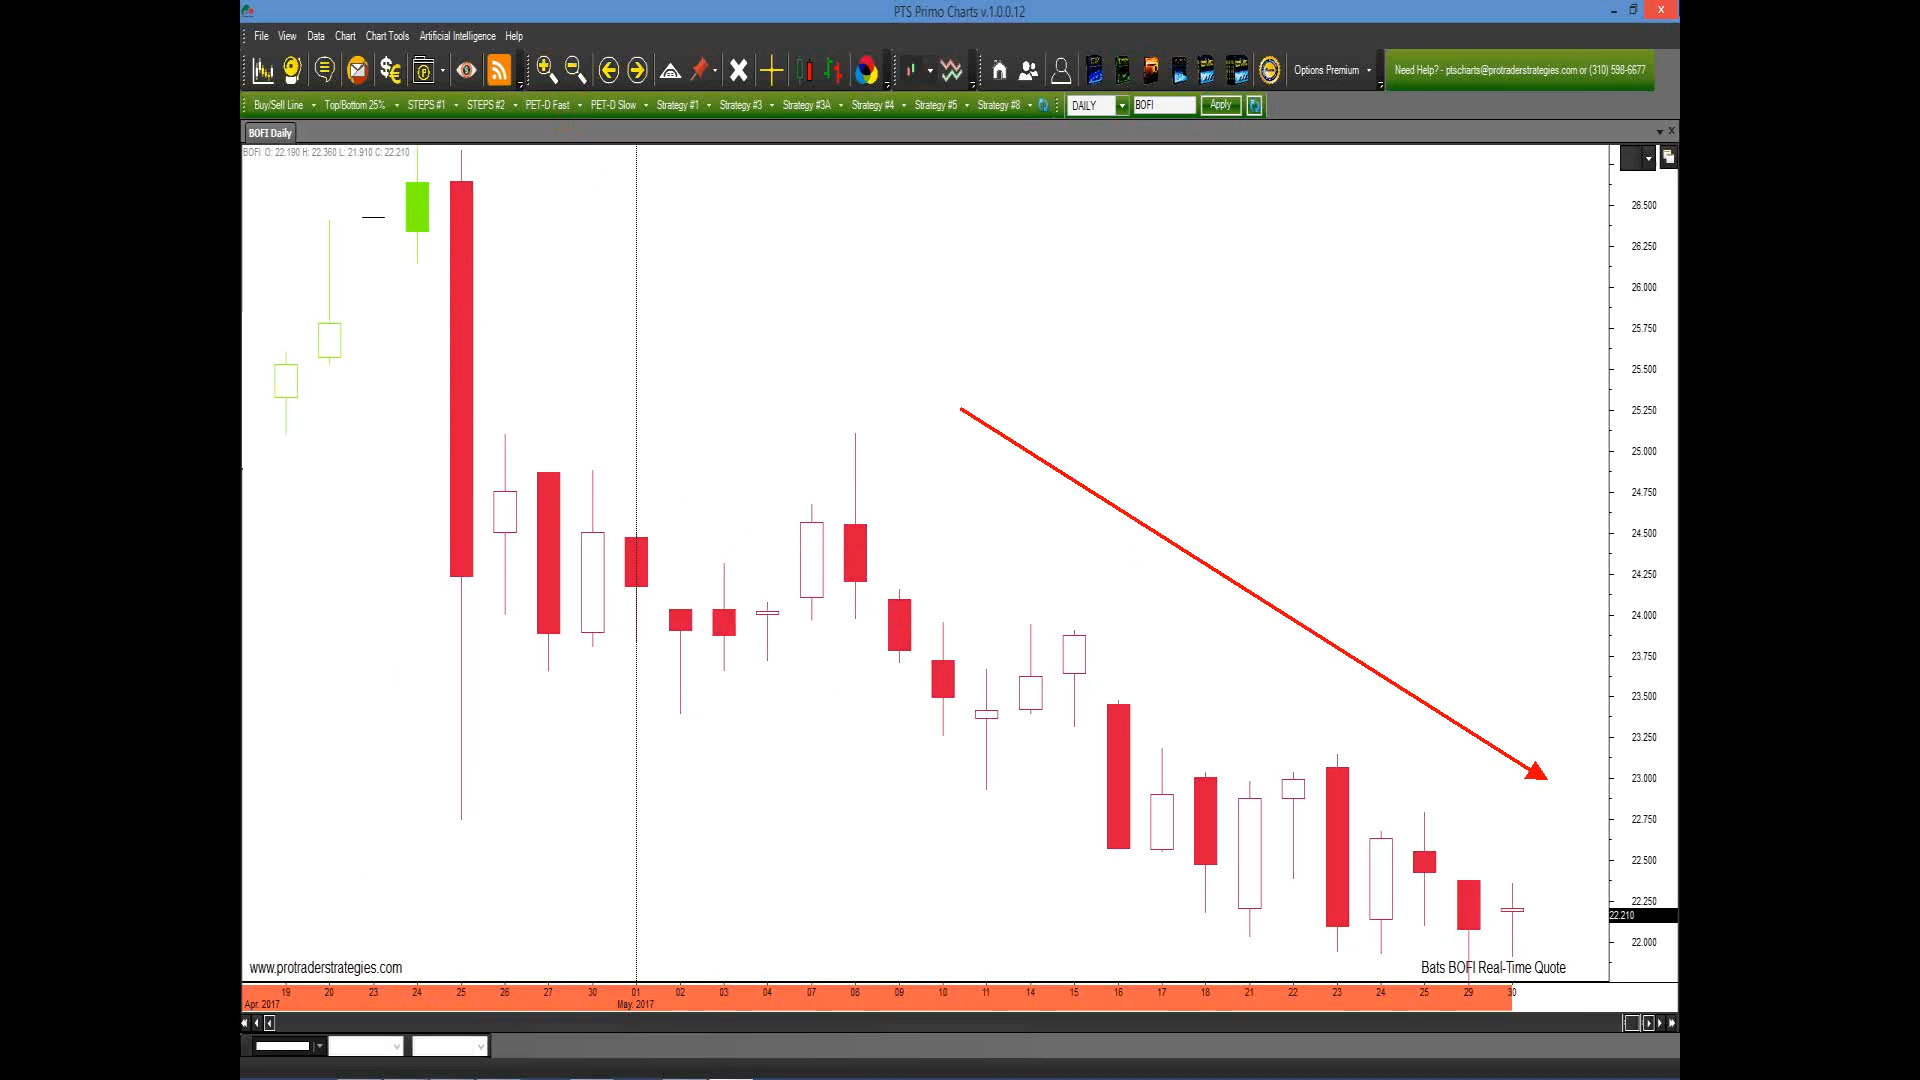 PTS Primo Charts v.1.0.0.12
File View Data Chart Chart Tools Artificial Intelligence Help
Options Premium
Need Help? - ptscharts@protraderstrategies.com or (310) 598-6677
Buy/Sell Line Top/Bottom 25% STEPS #1 STEPS #2 PET-D Fast PET-D Slow Strategy #1 Strategy #3 Strategy #3A Strategy #4 Strategy #5 Strategy #8 DAILY BOFI Apply
BOFI Daily
BOFI O: 22.190 H: 22.360 L: 21.910 C: 22.210
26.500
26.250
26.000
25.750
25.500
25.250
25.000
24.750
24.500
24.250
24.000
23.750
23.500
23.250
23.000
22.750
22.500
22.250
22.210
22.000
www.protraderstrategies.com
Bats BOFI Real-Time Quote
19 20 23 24 25 26 27 30 01 02 03 04 07 08 09 10 11 14 15 16 17 18 21 22 23 24 25 29 30
Apr. 2017 May. 2017